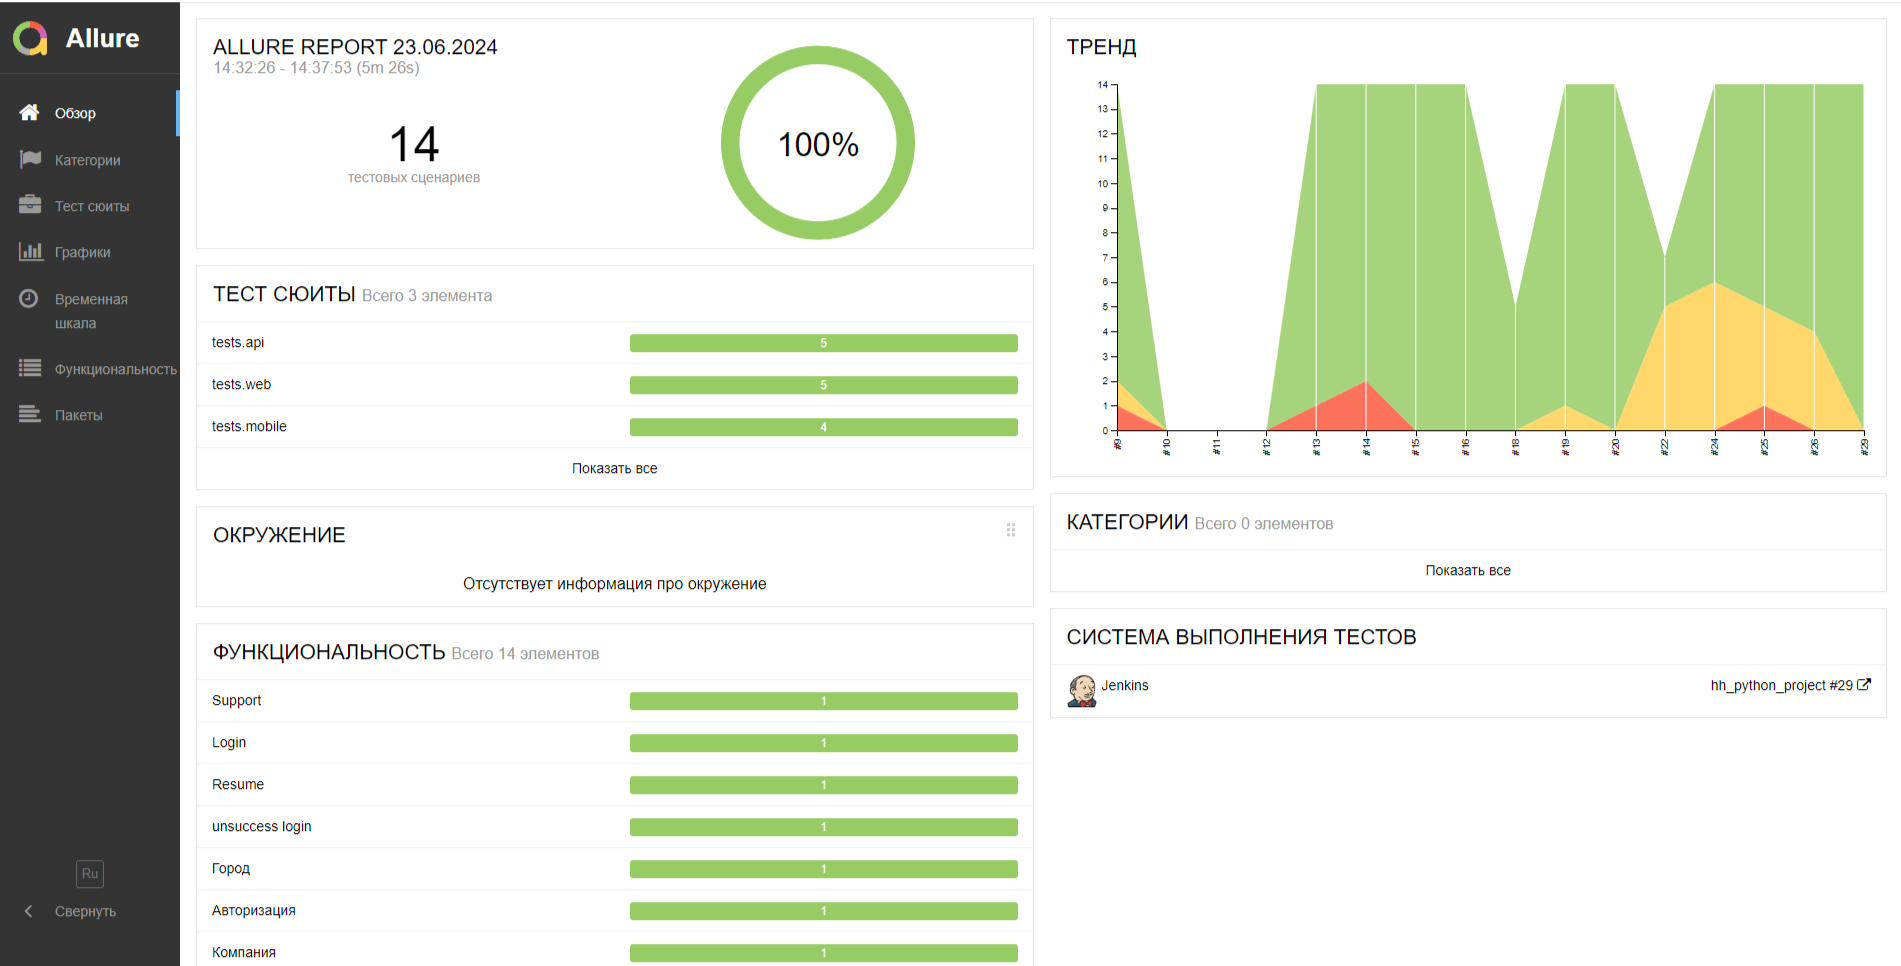 Allure
Обзор
Категории
Тест сюиты
Графики
Временная
шкала
Функциональность
Пакеты
Ru
Свернуть
ALLURE REPORT 23.06.2024
14:32:26 - 14:37:53 (5m 26s)
14
тестовых сценариев
100%
ТЕСТ СЮИТЫ Всего 3 элемента
tests.api 5
tests.web 5
tests.mobile 4
Показать все
ОКРУЖЕНИЕ
Отсутствует информация про окружение
ФУНКЦИОНАЛЬНОСТЬ Всего 14 элементов
Support 1
Login 1
Resume 1
unsuccess login 1
Город 1
Авторизация 1
Компания 1
ТРЕНД
14
13
12
11
10
9
8
7
6
5
4
3
2
1
0
#9 #10 #11 #12 #13 #14 #15 #16 #18 #19 #20 #22 #24 #25 #26 #29
КАТЕГОРИИ Всего 0 элементов
Показать все
СИСТЕМА ВЫПОЛНЕНИЯ ТЕСТОВ
Jenkins hh_python_project #29